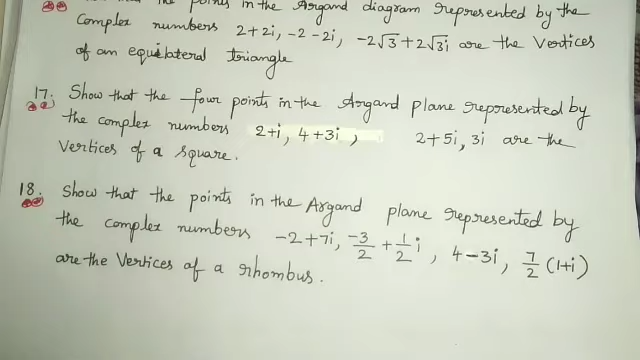 the points in the Argand diagram represented by the
complex numbers 2+2i, -2-2i, -2√3+2√3i are the Vertices
of an equilateral triangle
17. Show that the four points in the Argand plane represented by
the complex numbers 2+i, 4+3i, 2+5i, 3i are the
Vertices of a square.
18. Show that the points in the Argand plane represented by
the complex numbers -2+7i, -3/2 + 1/2 i, 4-3i, 7/2 (1+i)
are the Vertices of a rhombus.